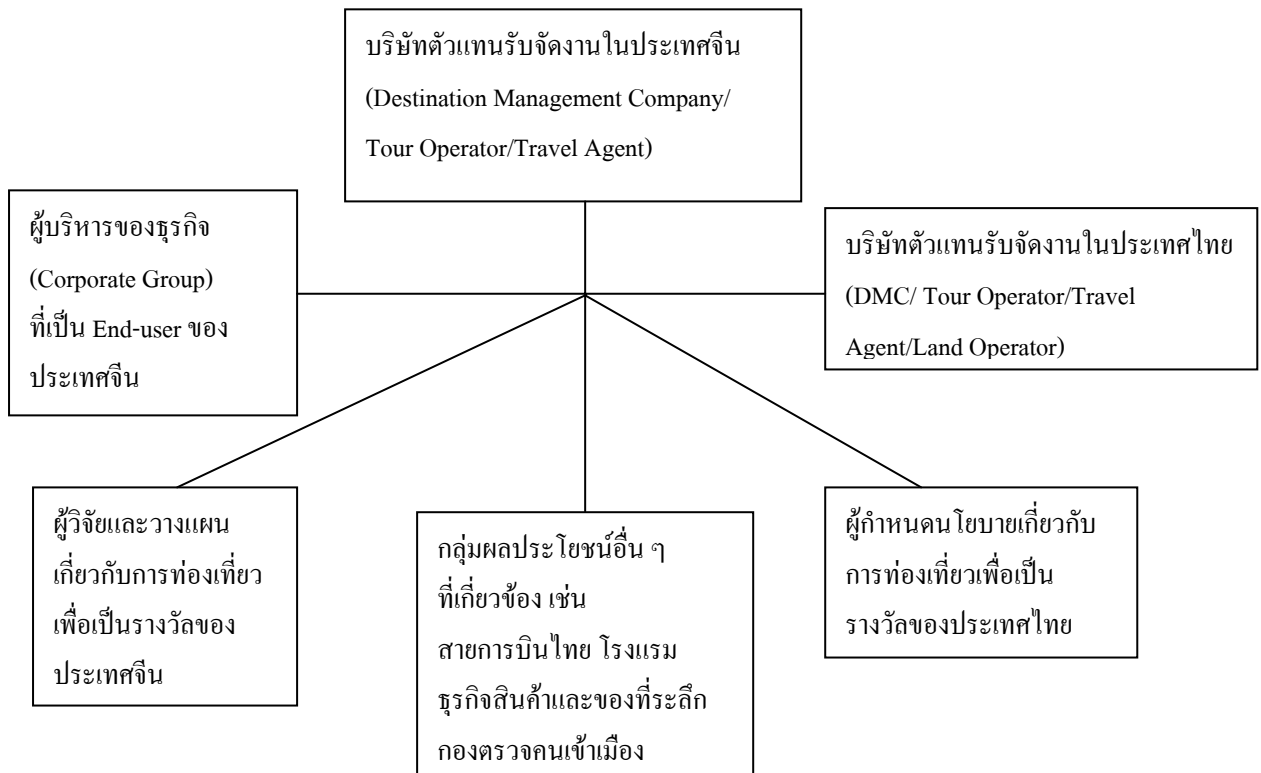 บริษัทตัวแทนรับจัดงานในประเทศจีน
(Destination Management Company/
Tour Operator/Travel Agent)
ผู้บริหารของธุรกิจ
(Corporate Group)
ที่เป็น End-user ของ
ประเทศจีน
บริษัทตัวแทนรับจัดงานในประเทศไทย
(DMC/ Tour Operator/Travel
Agent/Land Operator)
ผู้วิจัยและวางแผน
เกี่ยวกับการท่องเที่ยว
เพื่อเป็นรางวัลของ
ประเทศจีน
กลุ่มผลประโยชน์อื่น ๆ
ที่เกี่ยวข้อง เช่น
สายการบินไทย โรงแรม
ธุรกิจสินค้าและของที่ระลึก
กองตรวจคนเข้าเมือง
ผู้กำหนดนโยบายเกี่ยวกับ
การท่องเที่ยวเพื่อเป็น
รางวัลของประเทศไทย